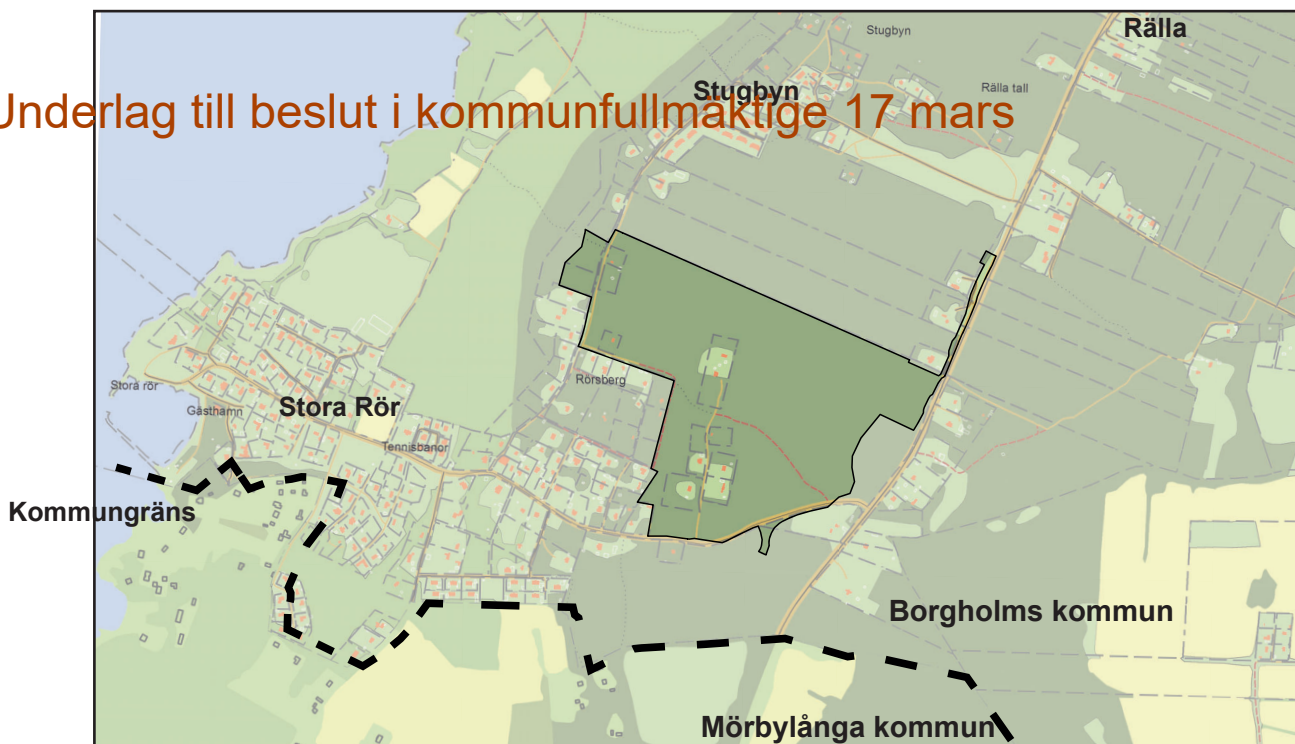 Rälla
Stugbyn
Rälla tall
Stugbyn
Underlag till beslut i kommunfullmäktige 17 mars
Rörsberg
Stora rör
Gästhamn
Stora Rör
Tennisbanor
Kommungräns
Borgholms kommun
Mörbylånga kommun